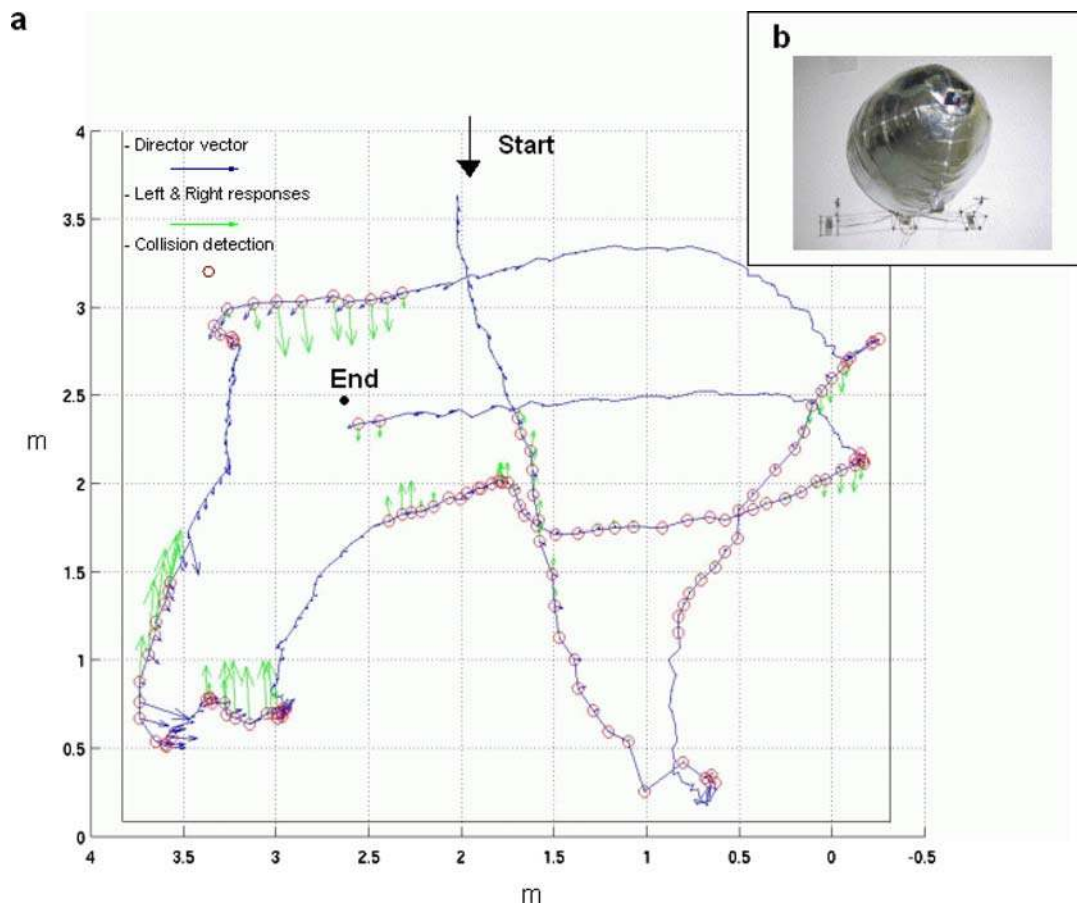 a
b
Start
- Director vector
- Left & Right responses
- Collision detection
End
4
3.5
3
2.5
2
1.5
1
0.5
0
m
4 3.5 3 2.5 2 1.5 1 0.5 0 -0.5
m